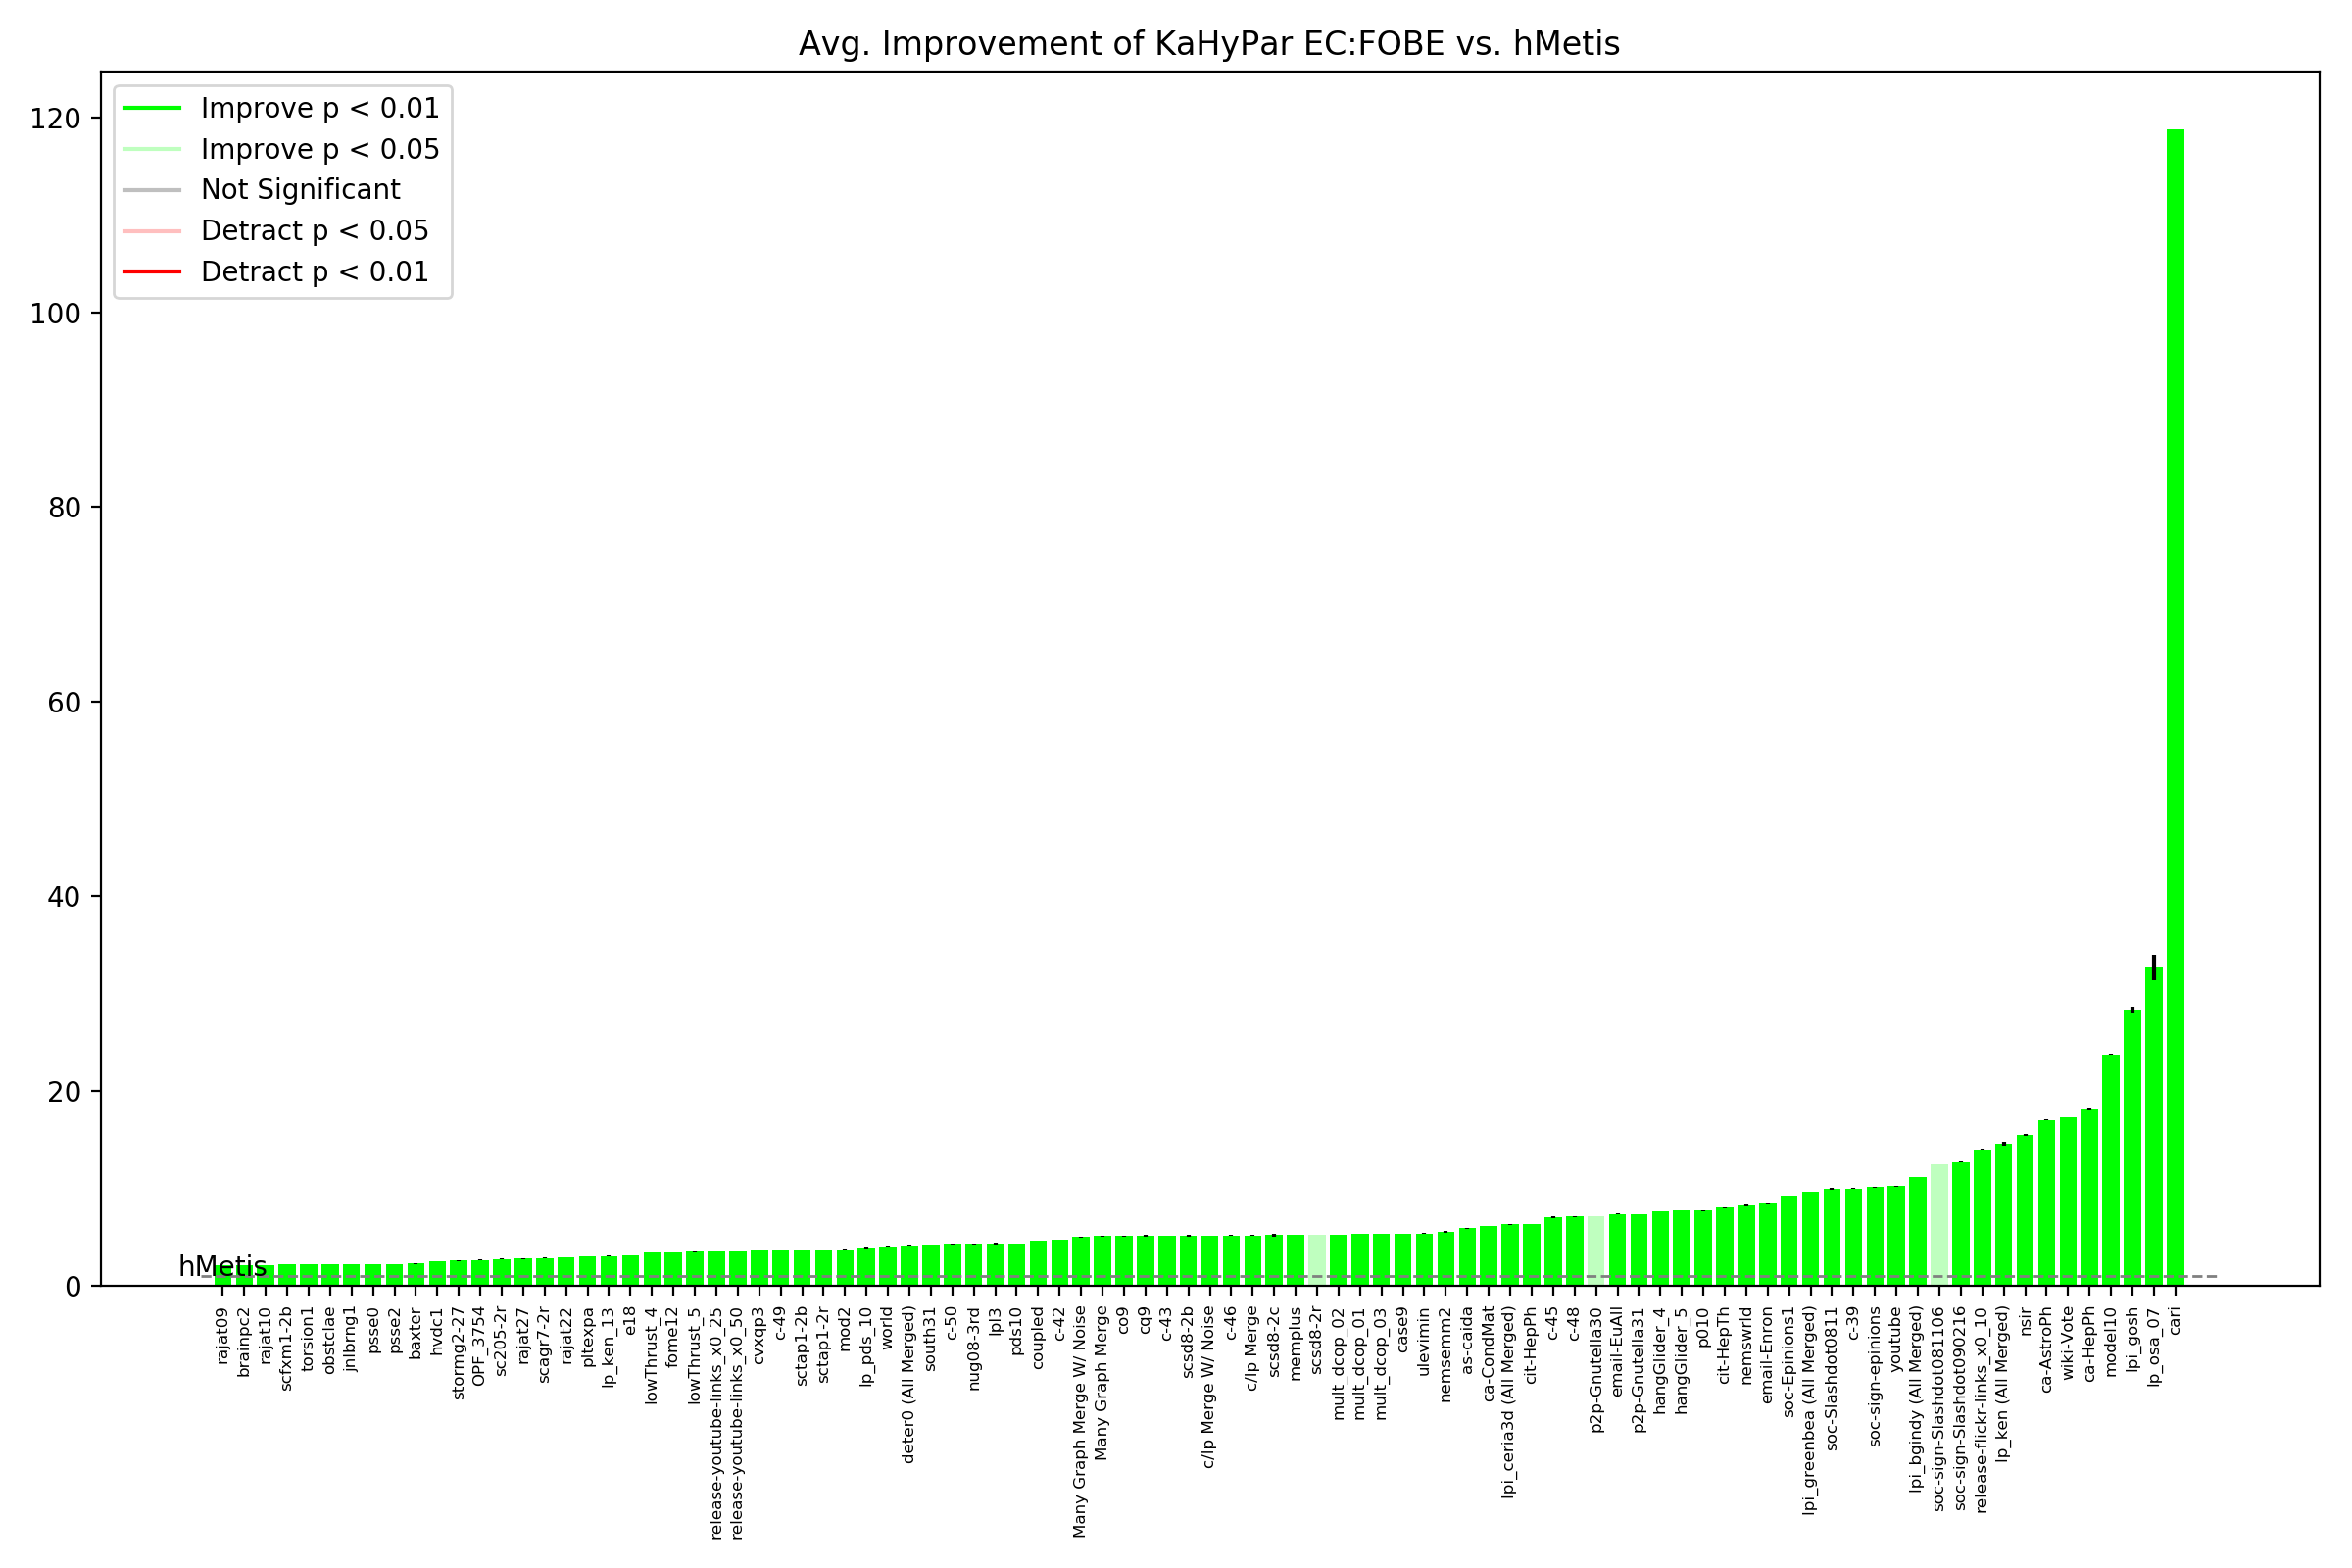 Avg. Improvement of KaHyPar EC:FOBE vs. hMetis
Improve p < 0.01
Improve p < 0.05
Not Significant
Detract p < 0.05
Detract p < 0.01
120
100
80
60
40
20
0
hMetis
rajat09
brainpc2
rajat10
scfxm1-2b
torsion1
obstclae
jnlbrng1
psse0
psse2
baxter
hvdc1
stormg2-27
OPF_3754
sc205-2r
rajat27
scagr7-2r
rajat22
pltexpa
lp_ken_13
e18
lowThrust_4
fome12
lowThrust_5
release-youtube-links_x0_25
release-youtube-links_x0_50
cvxqp3
c-49
sctap1-2b
sctap1-2r
mod2
lp_pds_10
world
deter0 (All Merged)
south31
c-50
nug08-3rd
lpl3
pds10
coupled
c-42
Many Graph Merge W/ Noise
Many Graph Merge
co9
cq9
c-43
scsd8-2b
c/lp Merge W/ Noise
c-46
c/lp Merge
scsd8-2c
memplus
scsd8-2r
mult_dcop_02
mult_dcop_01
mult_dcop_03
case9
ulevimin
nemsemm2
as-caida
ca-CondMat
lpi_ceria3d (All Merged)
cit-HepPh
c-45
c-48
p2p-Gnutella30
email-EuAll
p2p-Gnutella31
hangGlider_4
hangGlider_5
p010
cit-HepTh
nemswrld
email-Enron
soc-Epinions1
lpi_greenbea (All Merged)
soc-Slashdot0811
c-39
soc-sign-epinions
youtube
lpi_bgindy (All Merged)
soc-sign-Slashdot081106
soc-sign-Slashdot090216
release-flickr-links_x0_10
lp_ken (All Merged)
nsir
ca-AstroPh
wiki-Vote
ca-HepPh
model10
lpi_gosh
lp_osa_07
cari